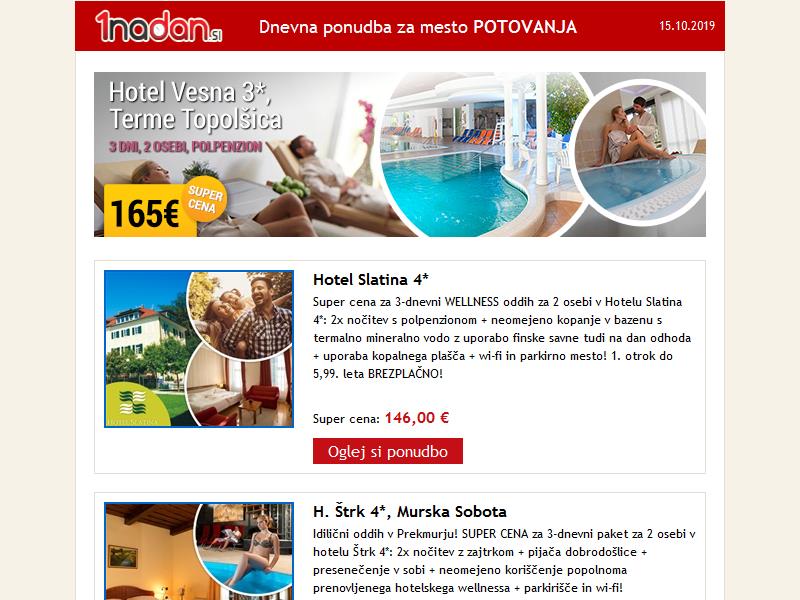 1nadan.si
Dnevna ponudba za mesto POTOVANJA
15.10.2019
Hotel Vesna 3*,
Terme Topolšica
3 DNI, 2 OSEBI, POLPENZION
165€
SUPER
CENA
Hotel Slatina 4*
Super cena za 3-dnevni WELLNESS oddih za 2 osebi v Hotelu Slatina
4*: 2x nočitev s polpenzionom + neomejeno kopanje v bazenu s
termalno mineralno vodo z uporabo finske savne tudi na dan odhoda
+ uporaba kopalnega plašča + wi-fi in parkirno mesto! 1. otrok do
5,99. leta BREZPLAČNO!
Super cena: 146,00 €
Oglej si ponudbo
HOTEL SLATINA
H. Štrk 4*, Murska Sobota
Idilični oddih v Prekmurju! SUPER CENA za 3-dnevni paket za 2 osebi v
hotelu Štrk 4*: 2x nočitev z zajtrkom + pijača dobrodošlice +
presenečenje v sobi + neomejeno koriščenje popolnoma
prenovljenega hotelskega wellnessa + parkirišče in wi-fi!